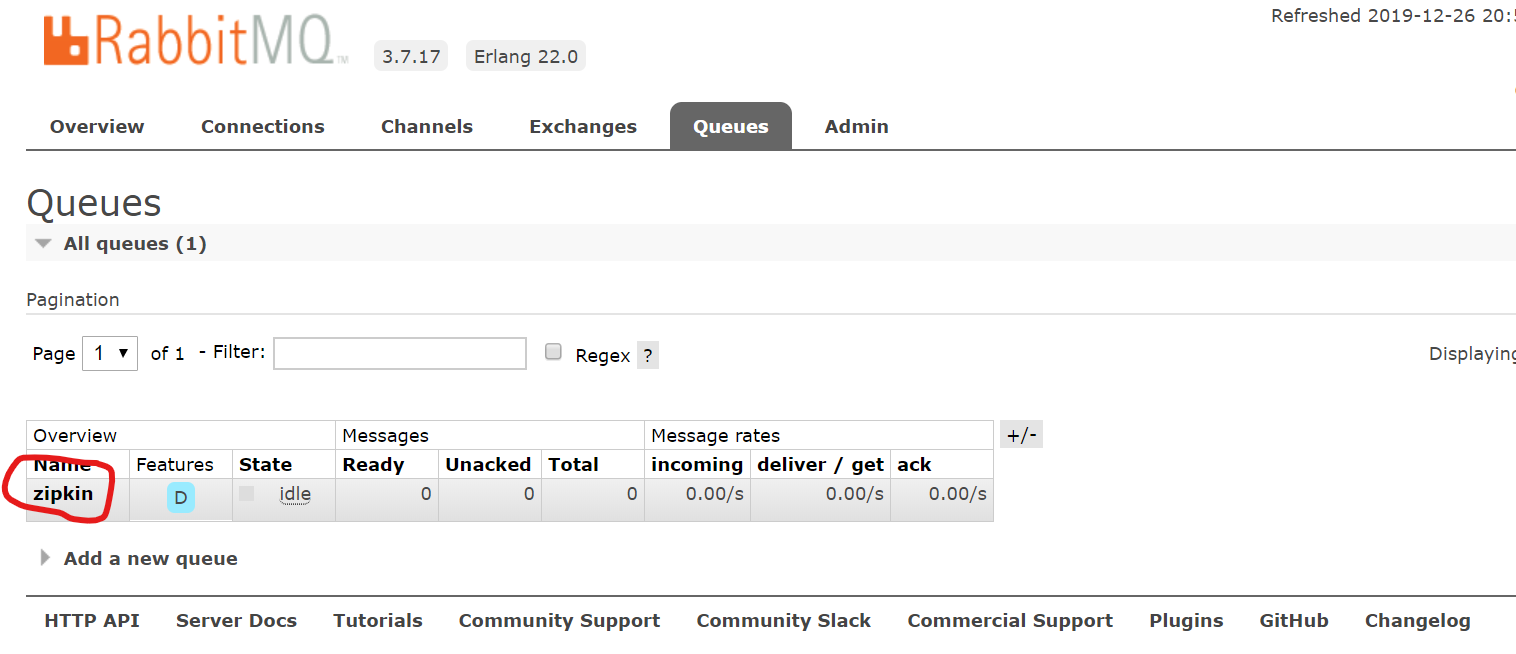 Refreshed 2019-12-26 20:5
RabbitMQ TM 3.7.17 Erlang 22.0
Overview Connections Channels Exchanges Queues Admin
Queues
All queues (1)
Pagination
Page 1 of 1 - Filter: Regex ? Displaying
Overview Messages Message rates +/-
Name Features State Ready Unacked Total incoming deliver / get ack
zipkin D idle 0 0 0 0.00/s 0.00/s 0.00/s
Add a new queue
HTTP API Server Docs Tutorials Community Support Community Slack Commercial Support Plugins GitHub Changelog